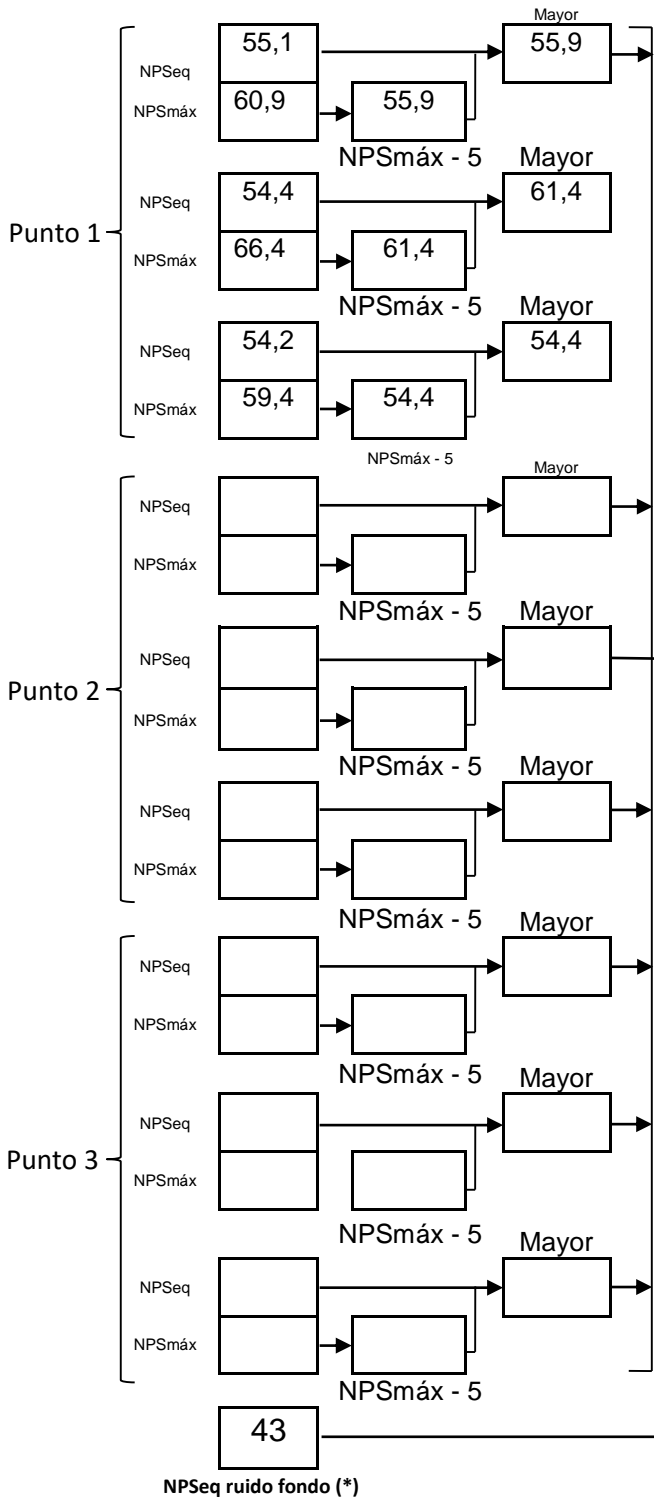 Mayor
55,1 55,9
NPSeq
60,9 55,9
NPSmáx
NPSmáx - 5 Mayor
54,4 61,4
NPSeq
Punto 1
66,4 61,4
NPSmáx
NPSmáx - 5 Mayor
54,2 54,4
NPSeq
59,4 54,4
NPSmáx
NPSmáx - 5 Mayor
NPSeq
NPSmáx
NPSmáx - 5 Mayor
NPSeq
Punto 2
NPSmáx
NPSmáx - 5 Mayor
NPSeq
NPSmáx
NPSmáx - 5 Mayor
NPSeq
NPSmáx
NPSmáx - 5 Mayor
NPSeq
Punto 3
NPSmáx
NPSmáx - 5 Mayor
NPSeq
NPSmáx
NPSmáx - 5
43
NPSeq ruido fondo (*)